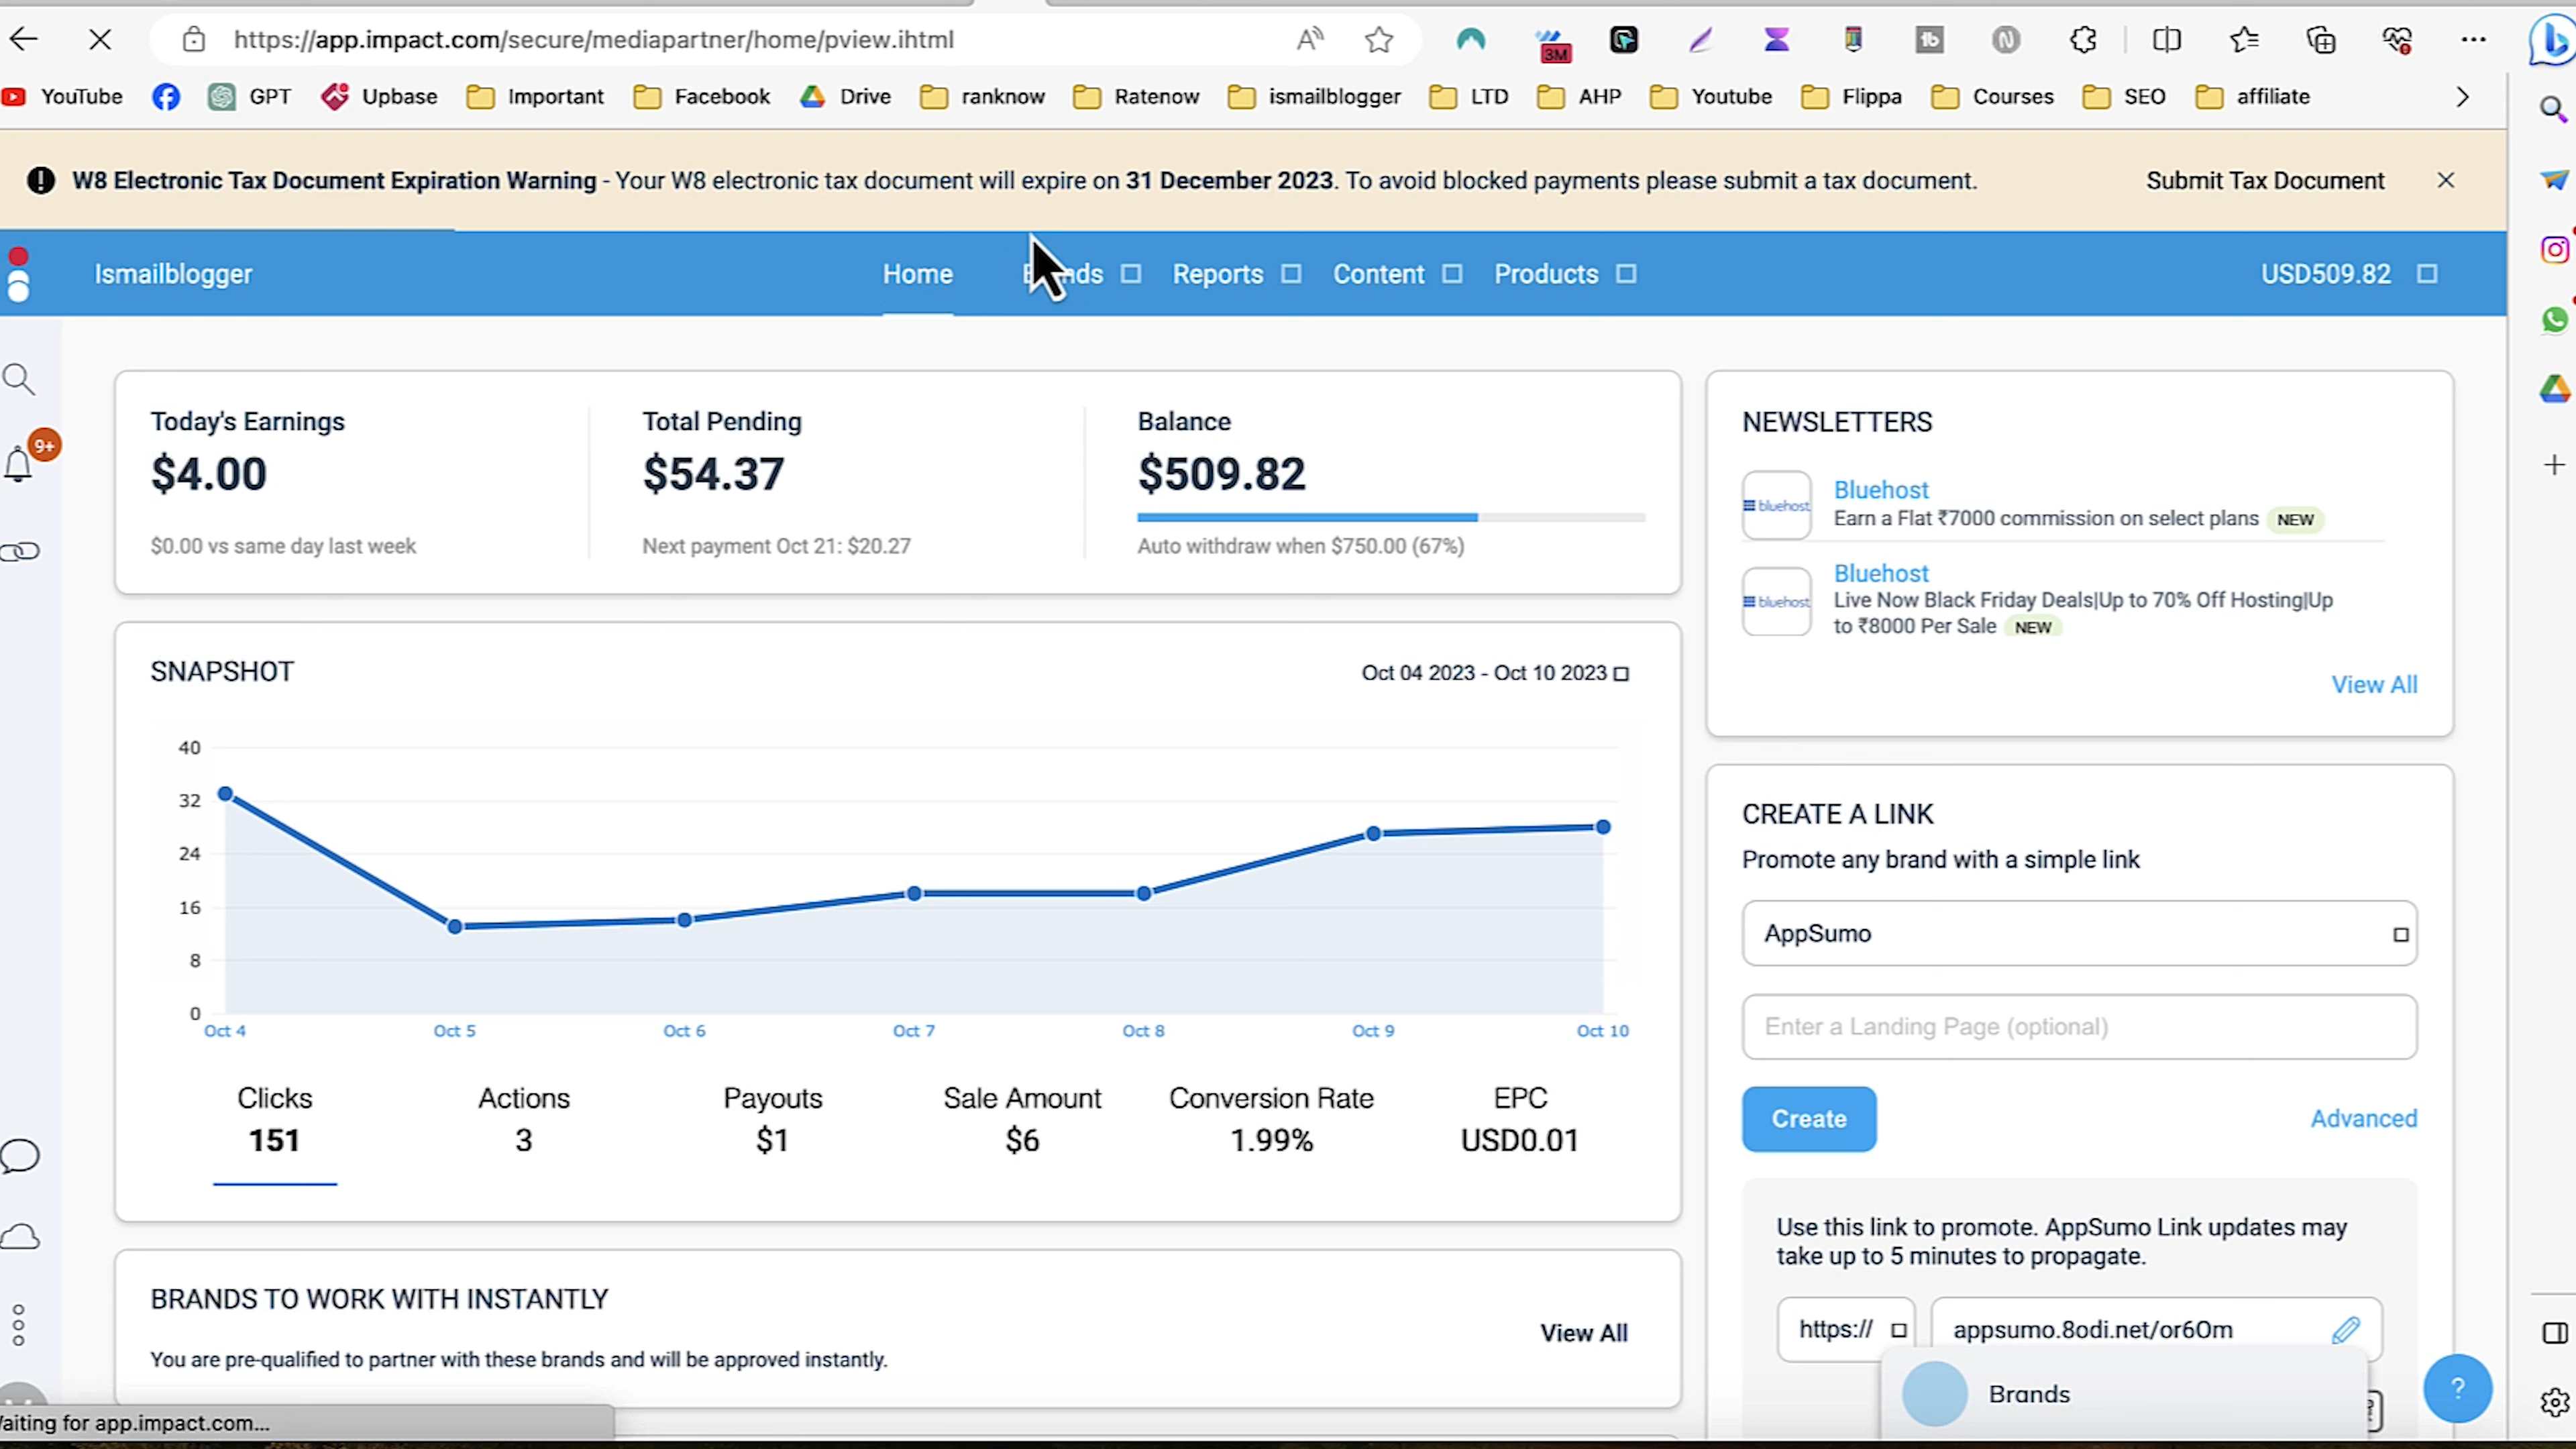 https://app.impact.com/secure/mediapartner/home/pview.ihtml
3M
YouTube GPT Upbase Important Facebook Drive ranknow Ratenow ismailblogger LTD AHP Youtube Flippa Courses SEO affiliate
W8 Electronic Tax Document Expiration Warning - Your W8 electronic tax document will expire on 31 December 2023. To avoid blocked payments please submit a tax document.
Submit Tax Document
Ismailblogger
Home Reports Content Products
USD509.82
9+
Today's Earnings
$4.00
$0.00 vs same day last week
Total Pending
$54.37
Next payment Oct 21: $20.27
Balance
$509.82
Auto withdraw when $750.00 (67%)
NEWSLETTERS
bluehost
Bluehost
Earn a Flat ₹7000 commission on select plans NEW
bluehost
Bluehost
Live Now Black Friday Deals|Up to 70% Off Hosting|Up
to ₹8000 Per Sale NEW
View All
SNAPSHOT
Oct 04 2023 - Oct 10 2023
40
32
24
16
8
0
Oct 4 Oct 5 Oct 6 Oct 7 Oct 8 Oct 9 Oct 10
Clicks Actions Payouts Sale Amount Conversion Rate EPC
151 3 $1 $6 1.99% USD0.01
CREATE A LINK
Promote any brand with a simple link
AppSumo
Enter a Landing Page (optional)
Create
Advanced
Use this link to promote. AppSumo Link updates may
take up to 5 minutes to propagate.
https:// appsumo.8odi.net/or6Om
Brands
?
BRANDS TO WORK WITH INSTANTLY
View All
You are pre-qualified to partner with these brands and will be approved instantly.
for app.impact.com...